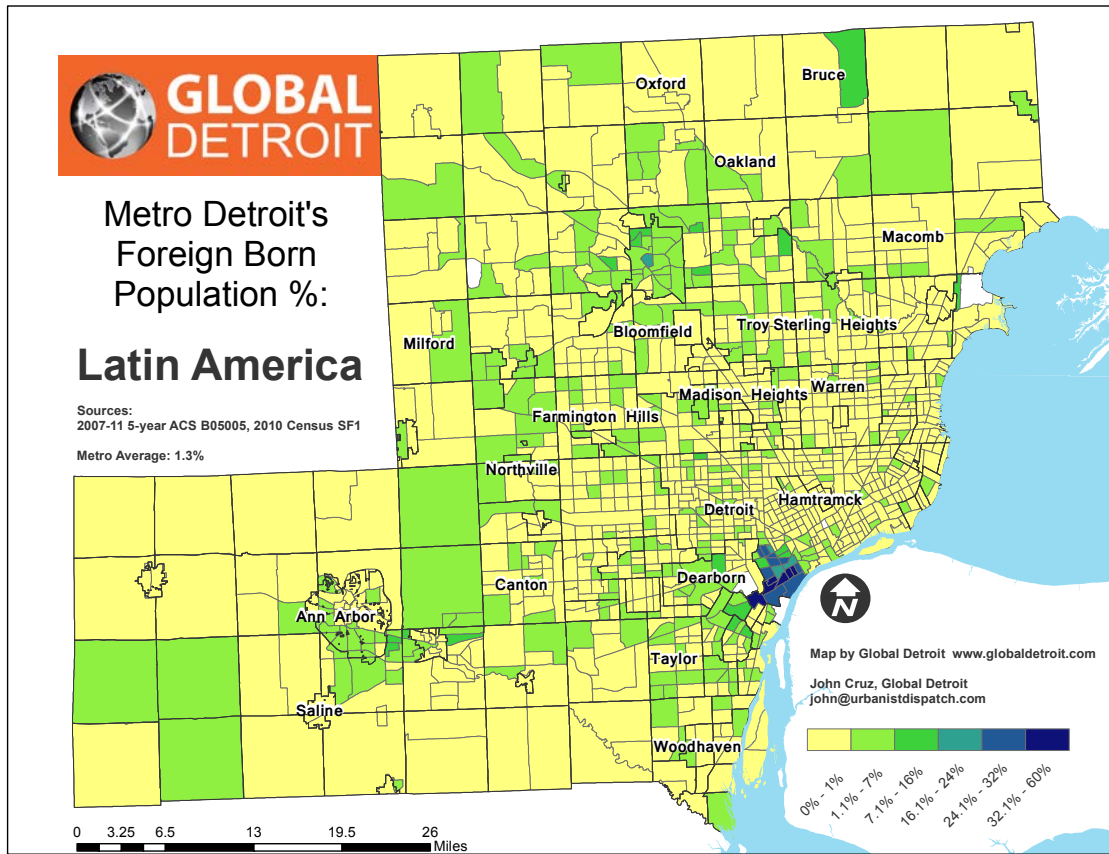 GLOBAL
DETROIT
Metro Detroit's
Foreign Born
Population %:
Latin America
Sources:
2007-11 5-year ACS B05005, 2010 Census SF1
Metro Average: 1.3%
Oxford
Bruce
Oakland
Macomb
Milford
Bloomfield
Troy Sterling Heights
Madison Heights
Warren
Farmington Hills
Northville
Detroit
Hamtramck
Canton
Dearborn
Ann Arbor
Taylor
Saline
Woodhaven
N
Map by Global Detroit www.globaldetroit.com
John Cruz, Global Detroit
john@urbanistdispatch.com
0% - 1%
1.1% - 7%
7.1% - 16%
16.1% - 24%
24.1% - 32%
32.1% - 60%
0 3.25 6.5 13 19.5 26
Miles